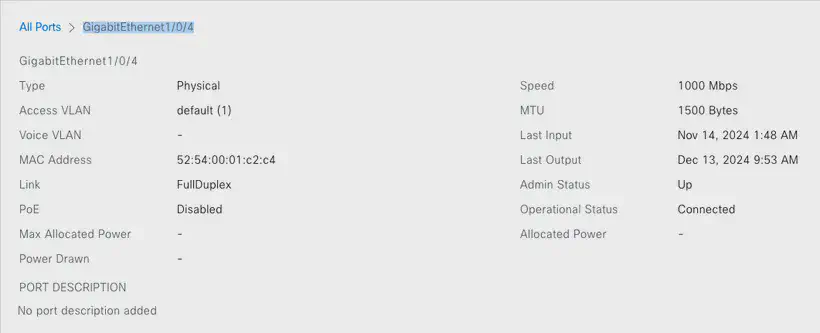 All Ports > GigabitEthernet1/0/4
GigabitEthernet1/0/4
Type Physical Speed 1000 Mbps
Access VLAN default (1) MTU 1500 Bytes
Voice VLAN - Last Input Nov 14, 2024 1:48 AM
MAC Address 52:54:00:01:c2:c4 Last Output Dec 13, 2024 9:53 AM
Link FullDuplex Admin Status Up
PoE Disabled Operational Status Connected
Max Allocated Power - Allocated Power -
Power Drawn -
PORT DESCRIPTION
No port description added